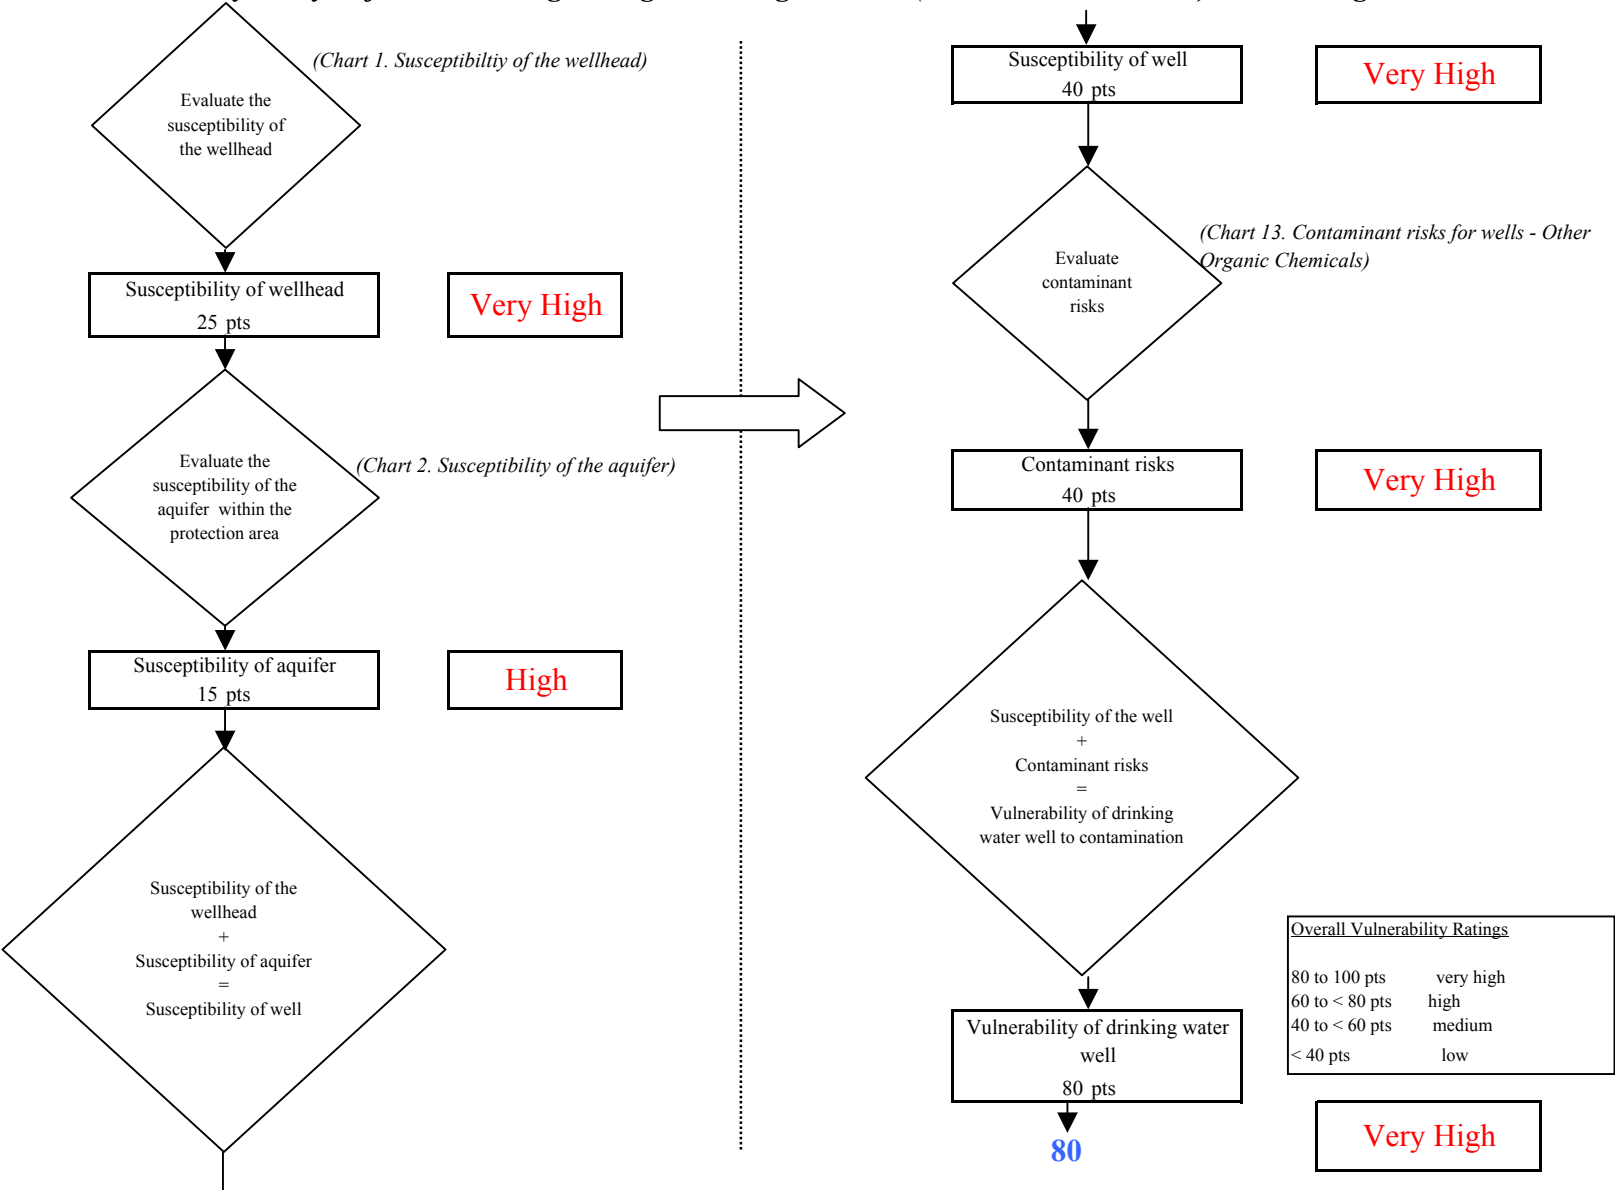 (Chart 1. Susceptibiltiy of the wellhead)
Evaluate the
susceptibility of
the wellhead
Susceptibility of wellhead
25 pts
Very High
Evaluate the
susceptibility of the
aquifer within the
protection area
(Chart 2. Susceptibility of the aquifer)
Susceptibility of aquifer
15 pts
High
Susceptibility of the
wellhead
+
Susceptibility of aquifer
=
Susceptibility of well
Susceptibility of well
40 pts
Very High
Evaluate
contaminant
risks
(Chart 13. Contaminant risks for wells - Other
Organic Chemicals)
Contaminant risks
40 pts
Very High
Susceptibility of the well
+
Contaminant risks
=
Vulnerability of drinking
water well to contamination
Overall Vulnerability Ratings
80 to 100 pts very high
60 to < 80 pts high
40 to < 60 pts medium
< 40 pts low
Vulnerability of drinking water
well
80 pts
80
Very High